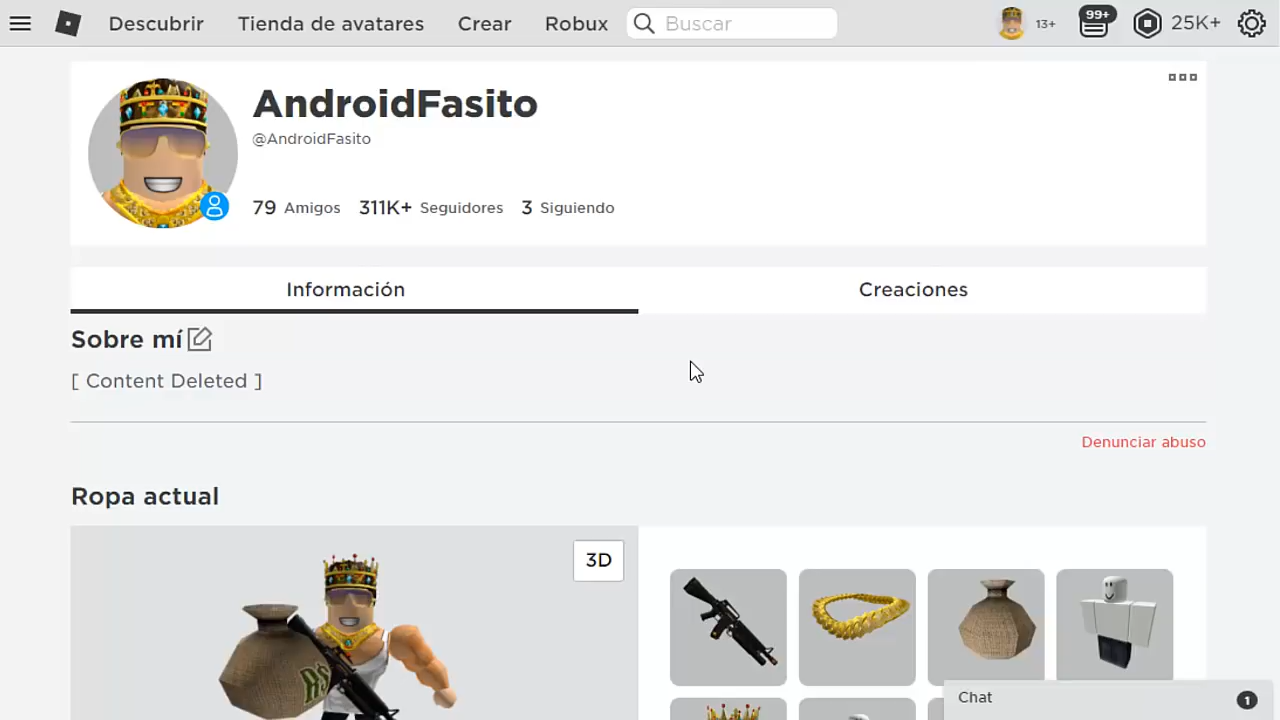 Descubrir Tienda de avatares Crear Robux Buscar 13+ 99+ 25K+
AndroidFasito
@AndroidFasito
79 Amigos 311K+ Seguidores 3 Siguiendo
Información Creaciones
Sobre mí
[ Content Deleted ]
Denunciar abuso
Ropa actual
3D
R$
Chat 1